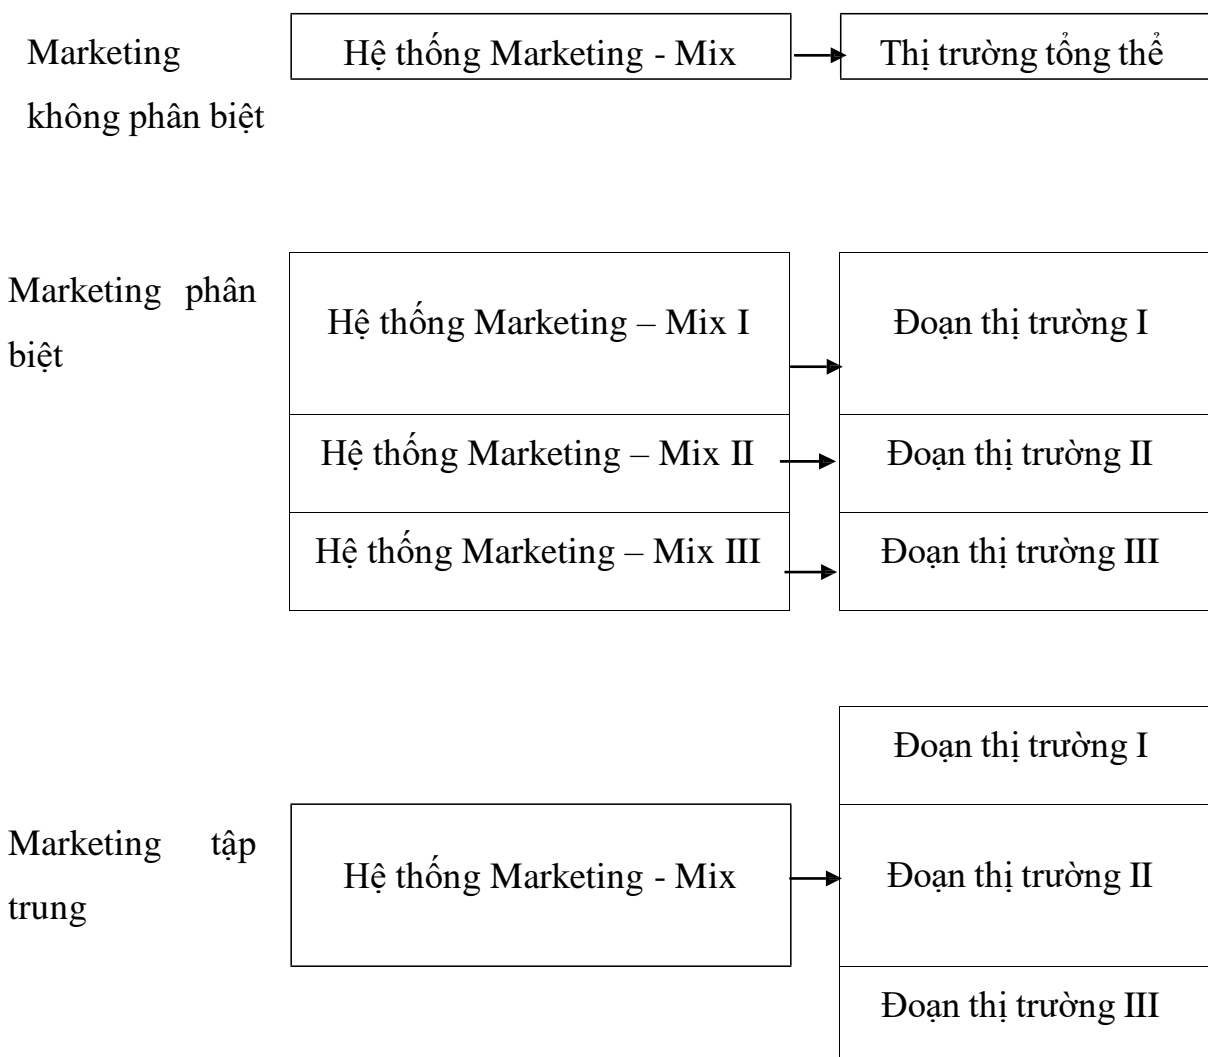 Marketing
không phân biệt
Hệ thống Marketing - Mix
Thị trường tổng thể
Marketing phân
biệt
Hệ thống Marketing – Mix I
Đoạn thị trường I
Hệ thống Marketing – Mix II
Đoạn thị trường II
Hệ thống Marketing – Mix III
Đoạn thị trường III
Marketing tập
trung
Hệ thống Marketing - Mix
Đoạn thị trường I
Đoạn thị trường II
Đoạn thị trường III